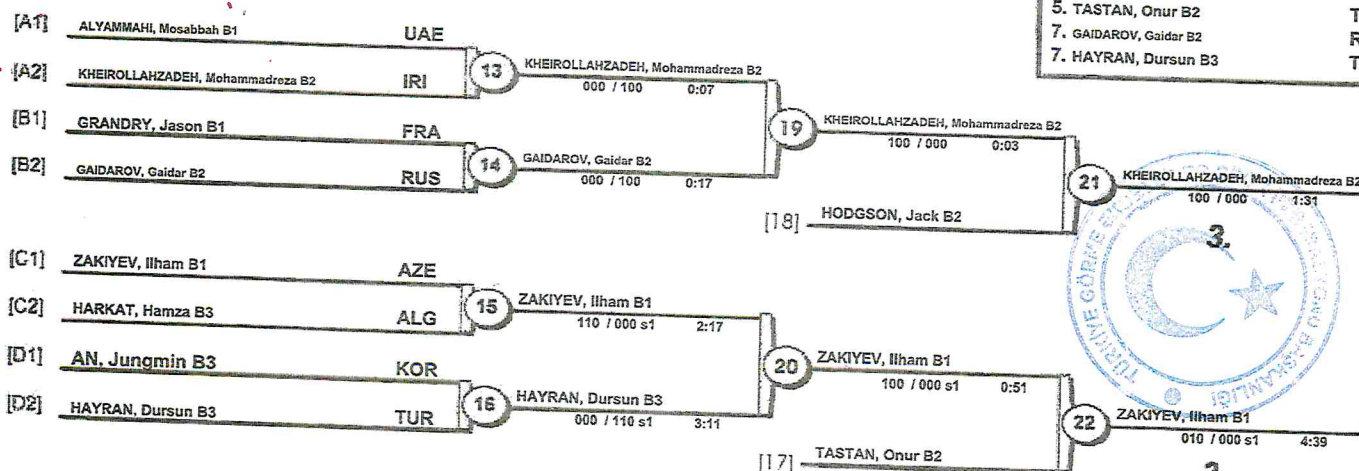 5. TASTAN, Onur B2 T
7. GAIDAROV, Gaidar B2 R
7. HAYRAN, Dursun B3 T
[A1] ALYAMMAHI, Mosabbah B1 UAE
[A2] KHEIROLLAHZADEH, Mohammadreza B2 IRI
13 KHEIROLLAHZADEH, Mohammadreza B2
000 / 100 0:07
[B1] GRANDRY, Jason B1 FRA
[B2] GAIDAROV, Gaidar B2 RUS
14 GAIDAROV, Gaidar B2
000 / 100 0:17
19 KHEIROLLAHZADEH, Mohammadreza B2
100 / 000 0:03
[18] HODGSON, Jack B2
21 KHEIROLLAHZADEH, Mohammadreza B2
100 / 000 1:31
3.
[C1] ZAKIYEV, Ilham B1 AZE
[C2] HARKAT, Hamza B3 ALG
15 ZAKIYEV, Ilham B1
110 / 000 s1 2:17
[D1] AN, Jungmin B3 KOR
[D2] HAYRAN, Dursun B3 TUR
16 HAYRAN, Dursun B3
000 / 110 s1 3:11
20 ZAKIYEV, Ilham B1
100 / 000 s1 0:51
[17] TASTAN, Onur B2
22 ZAKIYEV, Ilham B1
010 / 000 s1 4:39
3.
TÜRKİYE GÖRME BAŞKANLIĞI